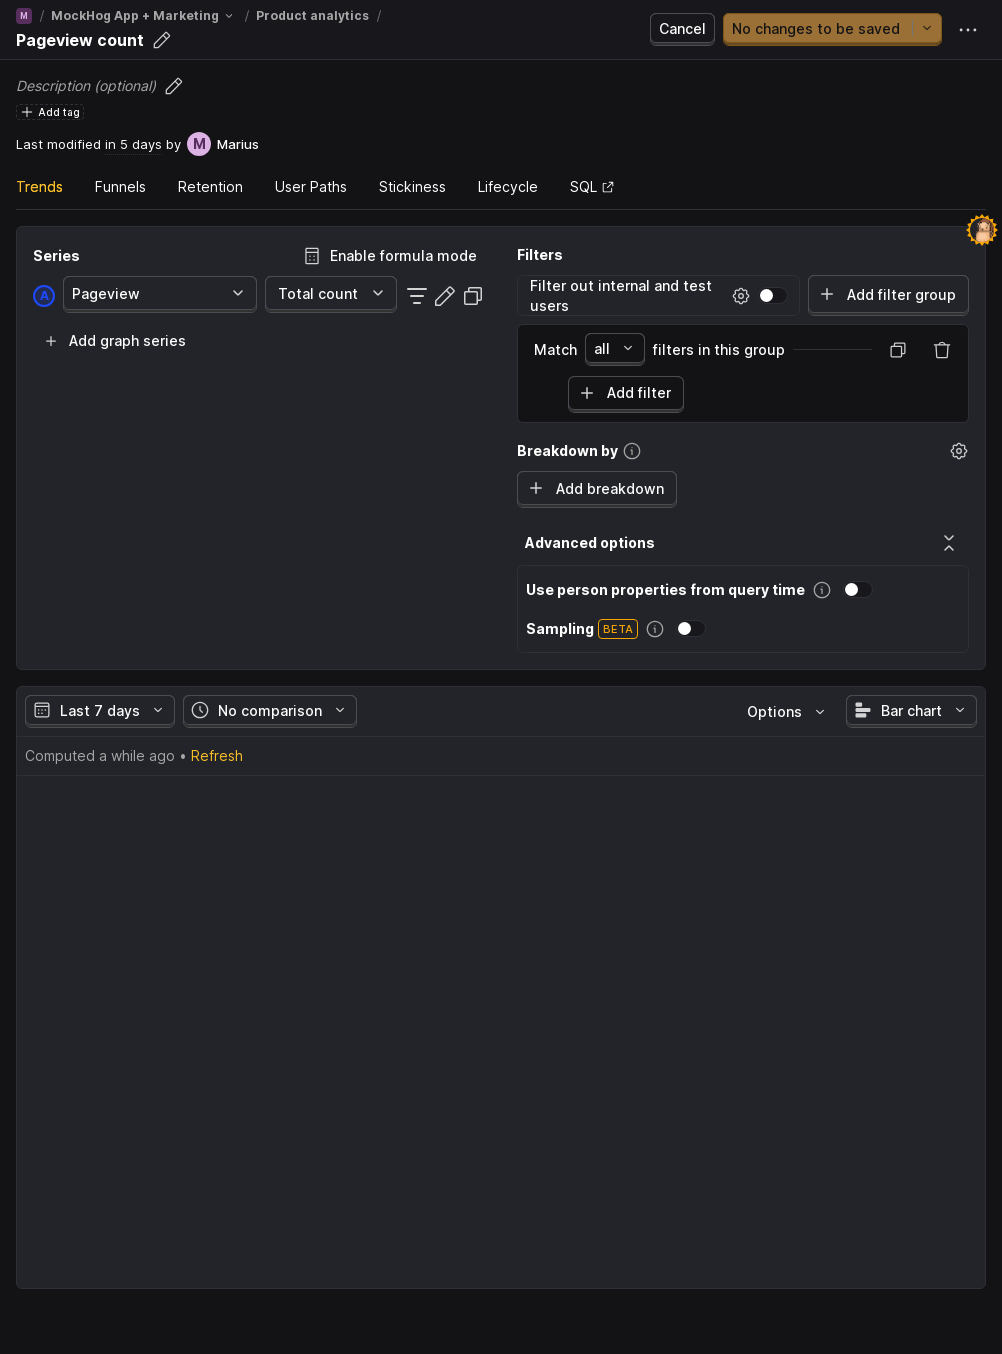 M / MockHog App + Marketing / Product analytics /
Pageview count
Cancel
No changes to be saved
Description (optional)
Add tag
Last modified in 5 days by M Marius
Trends Funnels Retention User Paths Stickiness Lifecycle SQL
Series
Enable formula mode
A Pageview Total count
Add graph series
Filters
Filter out internal and test
users
Add filter group
Match all filters in this group
Add filter
Breakdown by
Add breakdown
Advanced options
Use person properties from query time
Sampling BETA
Last 7 days No comparison Options Bar chart
Computed a while ago • Refresh